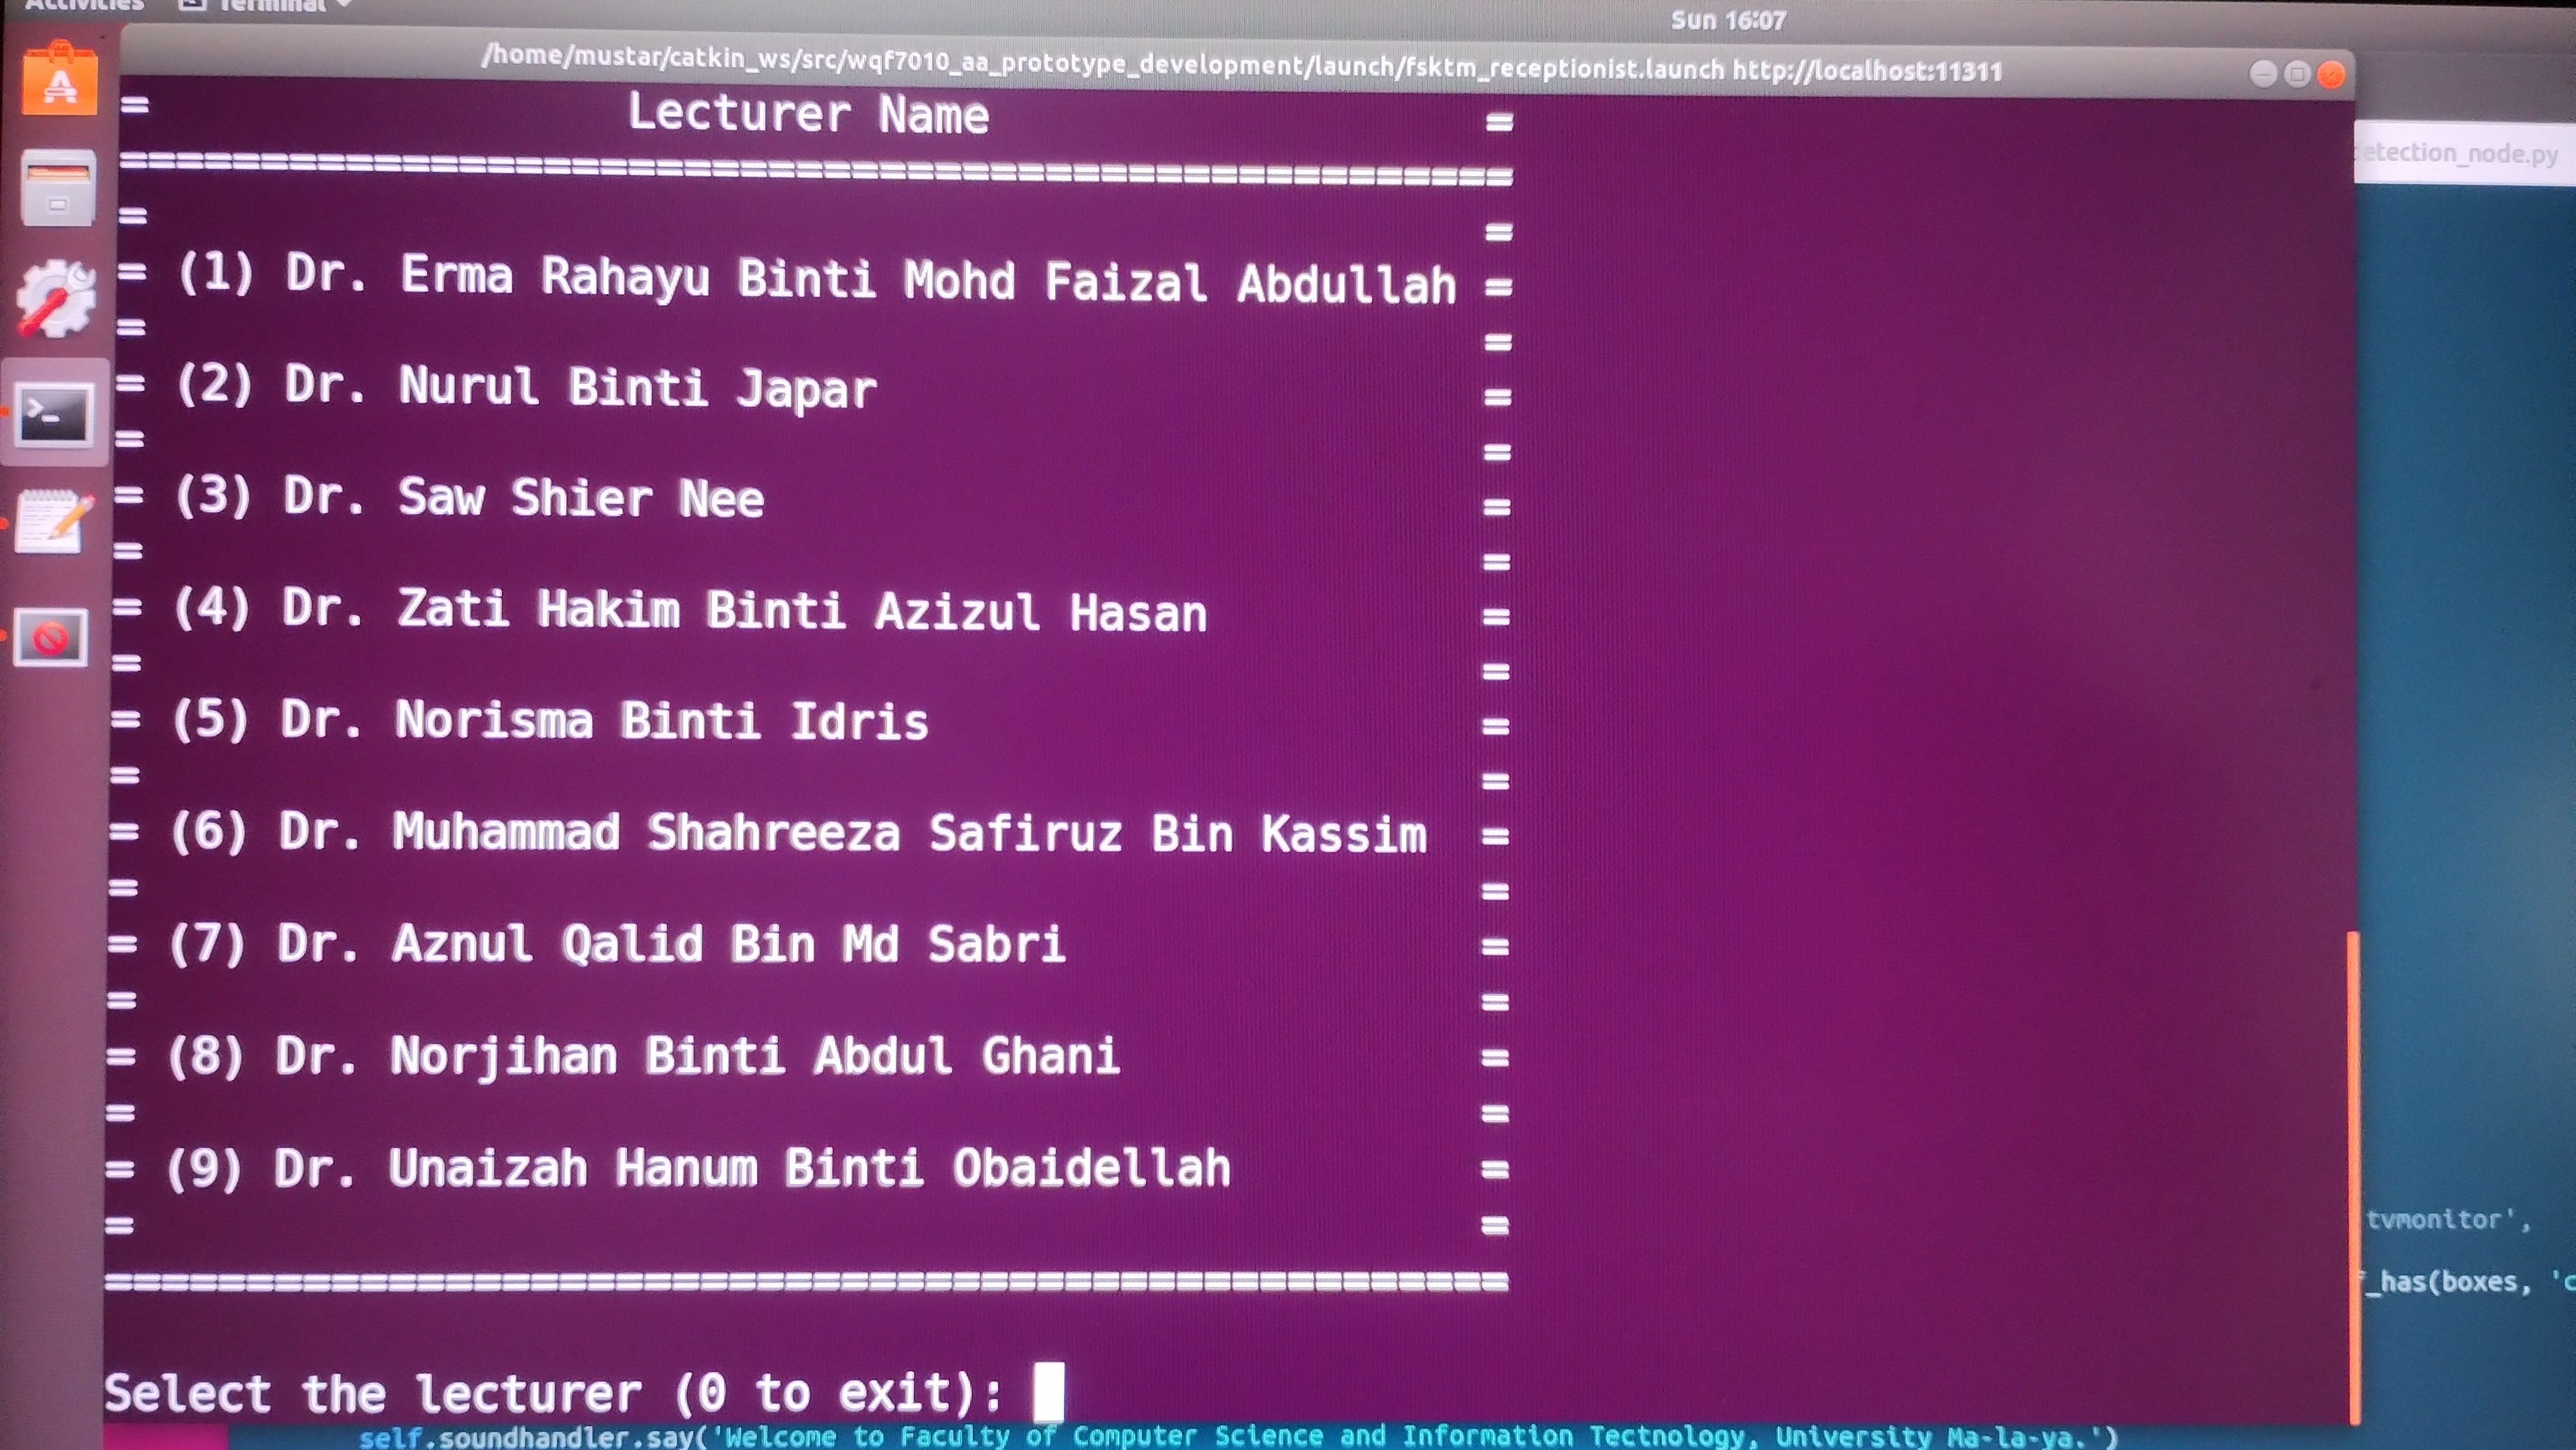 Activities Terminal
Sun 16:07
/home/mustar/catkin_ws/src/wqf7010_aa_prototype_development/launch/fsktm_receptionist.launch http://localhost:11311
= Lecturer Name =
==================================================
= =
= (1) Dr. Erma Rahayu Binti Mohd Faizal Abdullah =
= =
= (2) Dr. Nurul Binti Japar =
= =
= (3) Dr. Saw Shier Nee =
= =
= (4) Dr. Zati Hakim Binti Azizul Hasan =
= =
= (5) Dr. Norisma Binti Idris =
= =
= (6) Dr. Muhammad Shahreeza Safiruz Bin Kassim =
= =
= (7) Dr. Aznul Qalid Bin Md Sabri =
= =
= (8) Dr. Norjihan Binti Abdul Ghani =
= =
= (9) Dr. Unaizah Hanum Binti Obaidellah =
= =
==================================================
Select the lecturer (0 to exit):
etection_node.py
tvmonitor',
_has(boxes, 'c
self.soundhandler.say('Welcome to Faculty of Computer Science and Information Tectnology, University Ma-la-ya.')